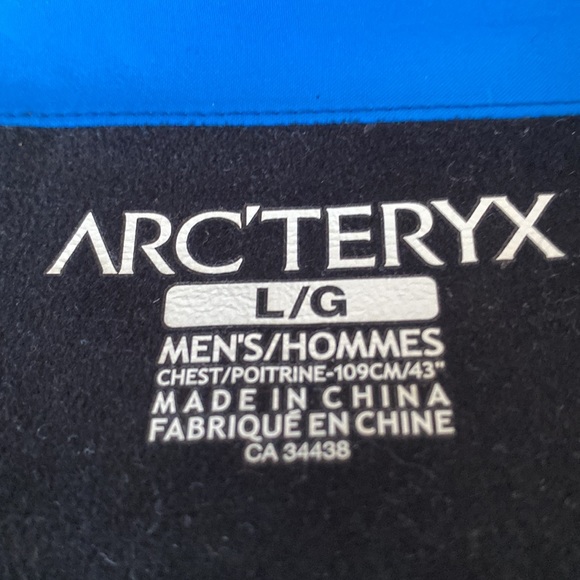 ARC'TERYX
L/G
MEN'S/HOMMES
CHEST/POITRINE-109CM/43"
MADE IN CHINA
FABRIQUÉ EN CHINE
CA 34438